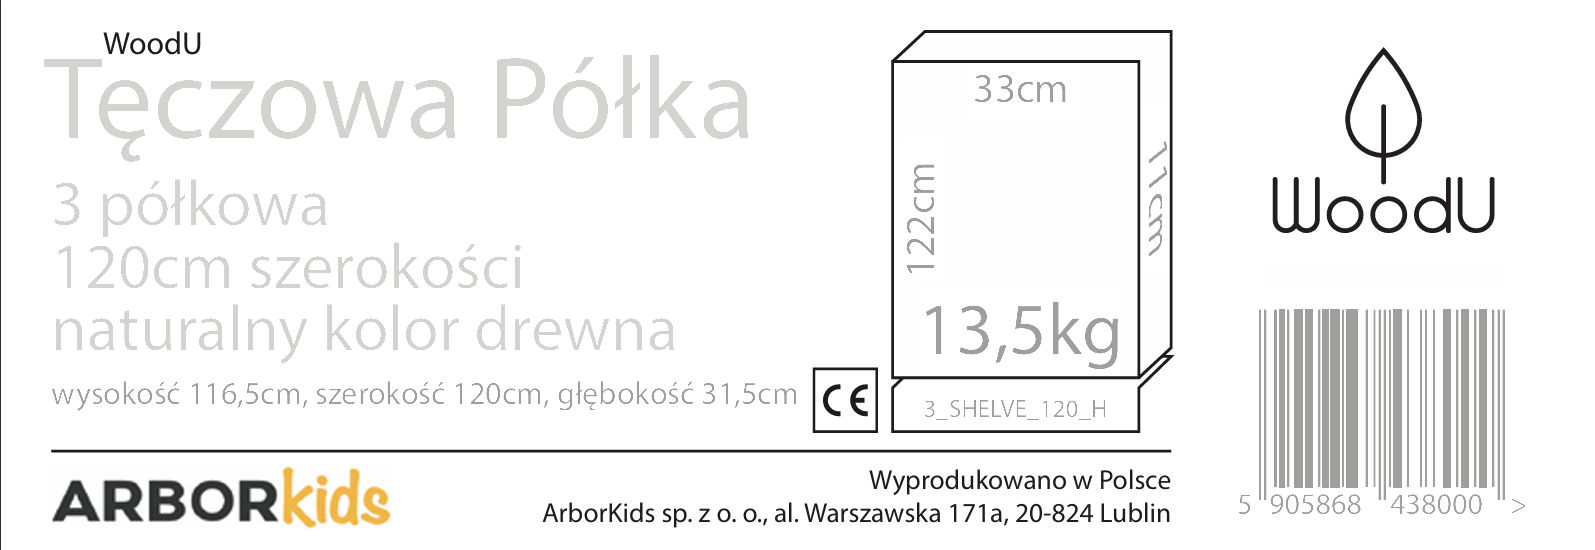 WoodU
Tęczowa Półka
3 półkowa
120cm szerokości
naturalny kolor drewna
wysokość 116,5cm, szerokość 120cm, głębokość 31,5cm
CE
33cm
122cm
11cm
13,5kg
3_SHELVE_120_H
WoodU
5 905868 438000 >
ARBORkids
Wyprodukowano w Polsce
ArborKids sp. z o. o., al. Warszawska 171a, 20-824 Lublin